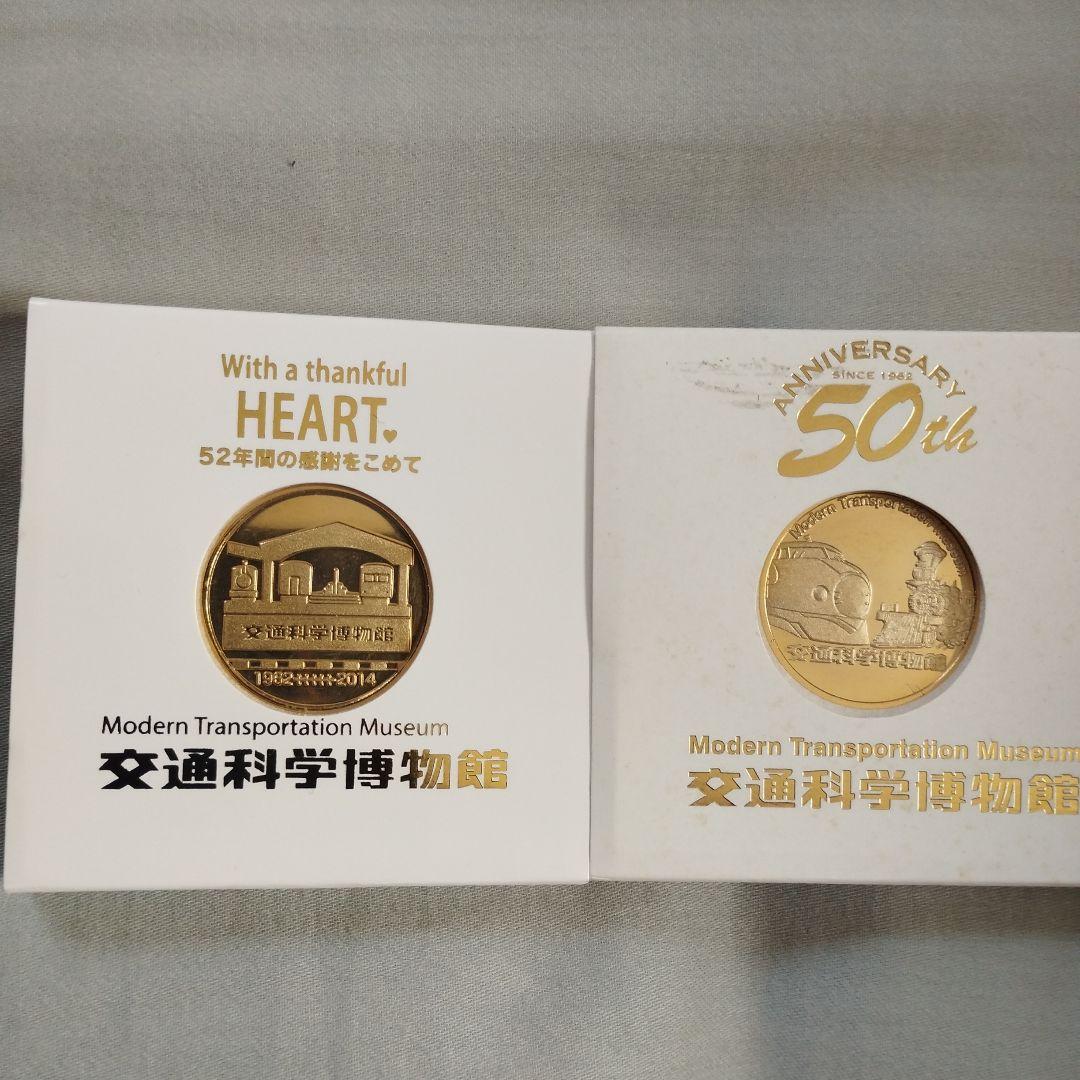 With a thankful
HEART
52年間の感謝をこめて
交通科学博物館
1962 2014
Modern Transportation Museum
交通科学博物館
ANNIVERSARY
SINCE 1962
50th
Modern Transportation Museum
交通科学博物館
Modern Transportation Museum
交通科学博物館